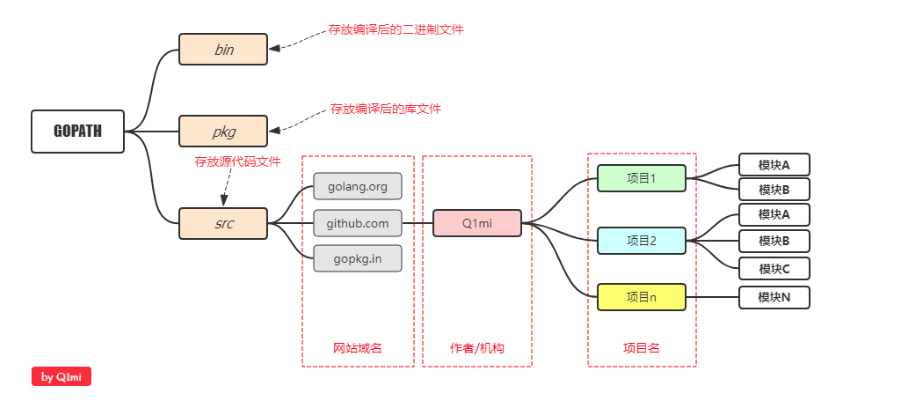 存放编译后的二进制文件
bin
GOPATH
存放编译后的库文件
pkg
存放源代码文件
src
golang.org
github.com
gopkg.in
网站域名
Q1mi
作者/机构
项目1
项目2
项目n
项目名
模块A
模块B
模块A
模块B
模块C
模块N
by Q1mi